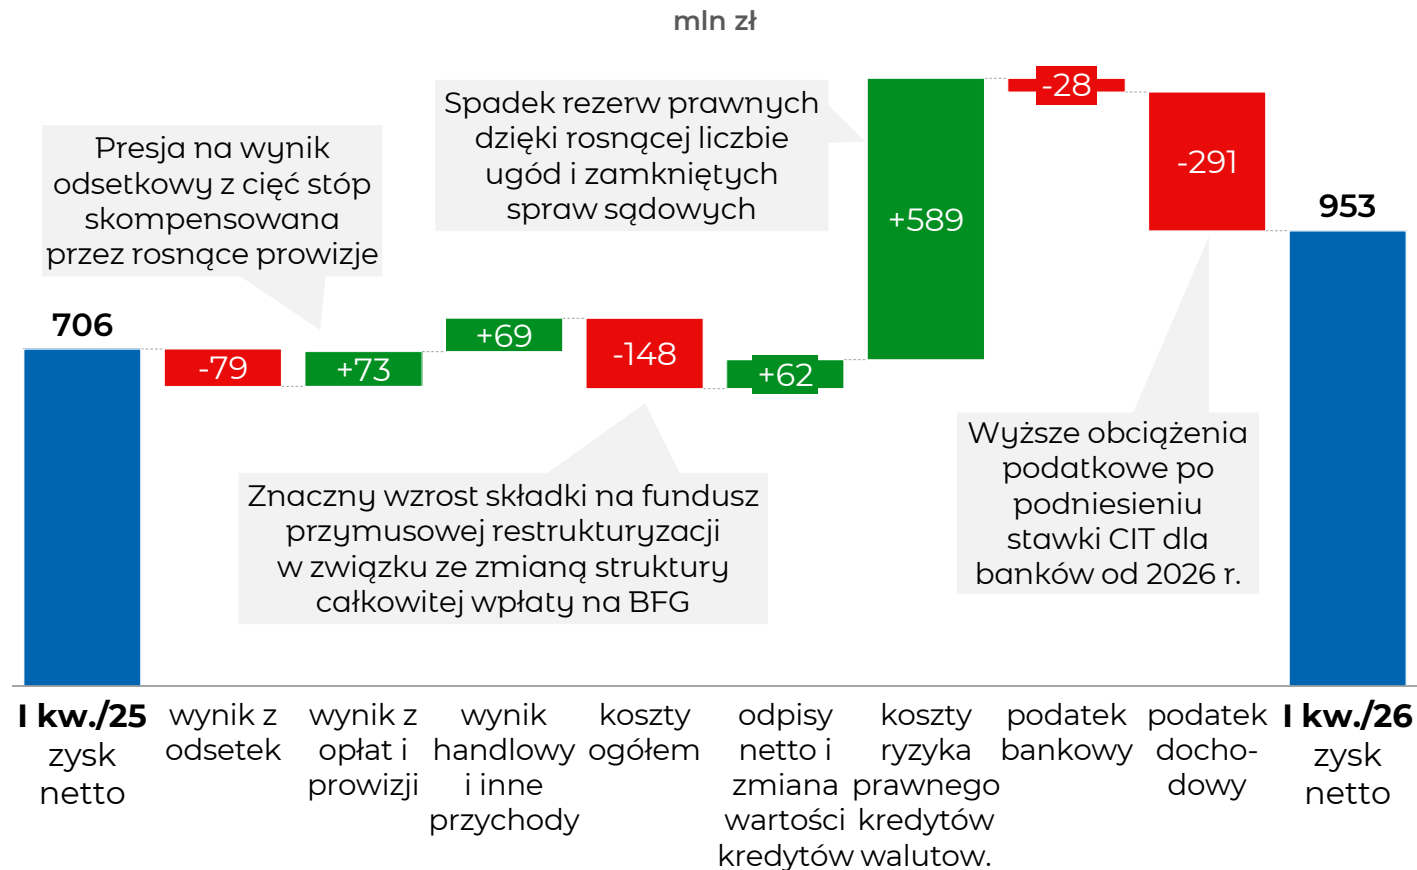 mln zł
Presja na wynik
odsetkowy z cięć stóp
skompensowana
przez rosnące prowizje
Spadek rezerw prawnych
dzięki rosnącej liczbie
ugód i zamkniętych
spraw sądowych
706
-79
+73
+69
-148
+62
+589
-28
-291
953
Znaczny wzrost składki na fundusz
przymusowej restrukturyzacji
w związku ze zmianą struktury
całkowitej wpłaty na BFG
Wyższe obciążenia
podatkowe po
podniesieniu
stawki CIT dla
banków od 2026 r.
I kw./25
zysk
netto
wynik z
odsetek
wynik z
opłat i
prowizji
wynik
handlowy
i inne
przychody
koszty
ogółem
odpisy
netto i
zmiana
wartości
kredytów
koszty
ryzyka
prawnego
kredytów
walutow.
podatek
bankowy
podatek
docho-
dowy
I kw./26
zysk
netto